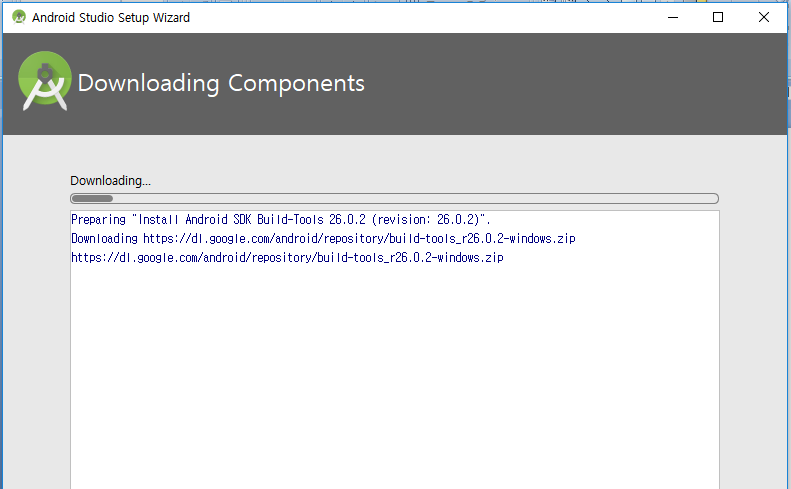 Android Studio Setup Wizard
Downloading Components
Downloading...
Preparing "Install Android SDK Build-Tools 26.0.2 (revision: 26.0.2)".
Downloading https://dl.google.com/android/repository/build-tools_r26.0.2-windows.zip
https://dl.google.com/android/repository/build-tools_r26.0.2-windows.zip